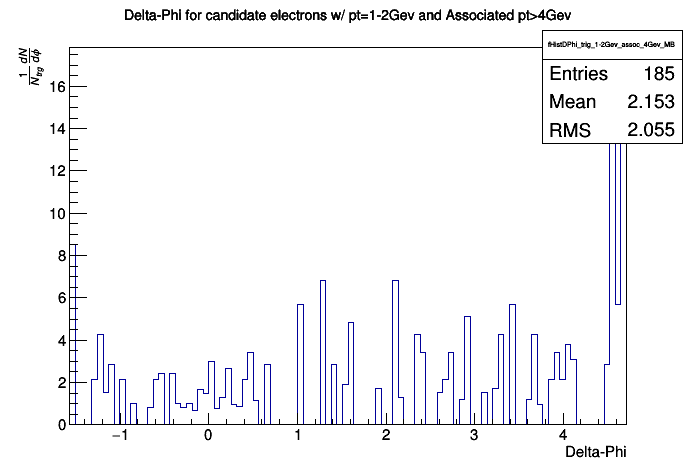 Delta-PhI for candidate electrons w/ pt=1-2Gev and Associated pt>4Gev
fHistDPhi_trig_1-2Gev_assoc_4Gev_MB
Entries 185
Mean 2.153
RMS 2.055
1/N_trg dN/dϕ
16
14
12
10
8
6
4
2
0
−1 0 1 2 3 4
Delta-Phi